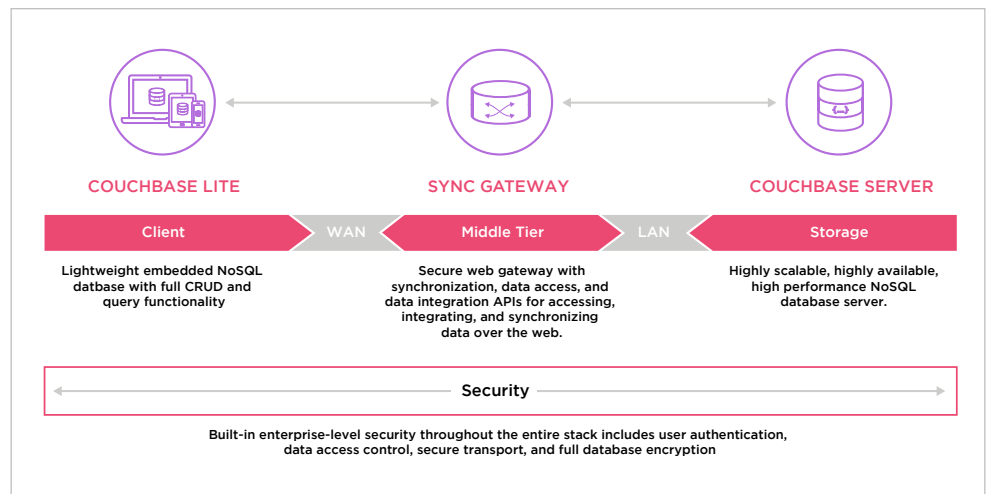 COUCHBASE LITE
SYNC GATEWAY
COUCHBASE SERVER
Client
WAN
Middle Tier
LAN
Storage
Lightweight embedded NoSQL
datbase with full CRUD and
query functionality
Secure web gateway with
synchronization, data access, and
data integration APIs for accessing,
integrating, and synchronizing
data over the web.
Highly scalable, highly available,
high performance NoSQL
database server.
Security
Built-in enterprise-level security throughout the entire stack includes user authentication,
data access control, secure transport, and full database encryption